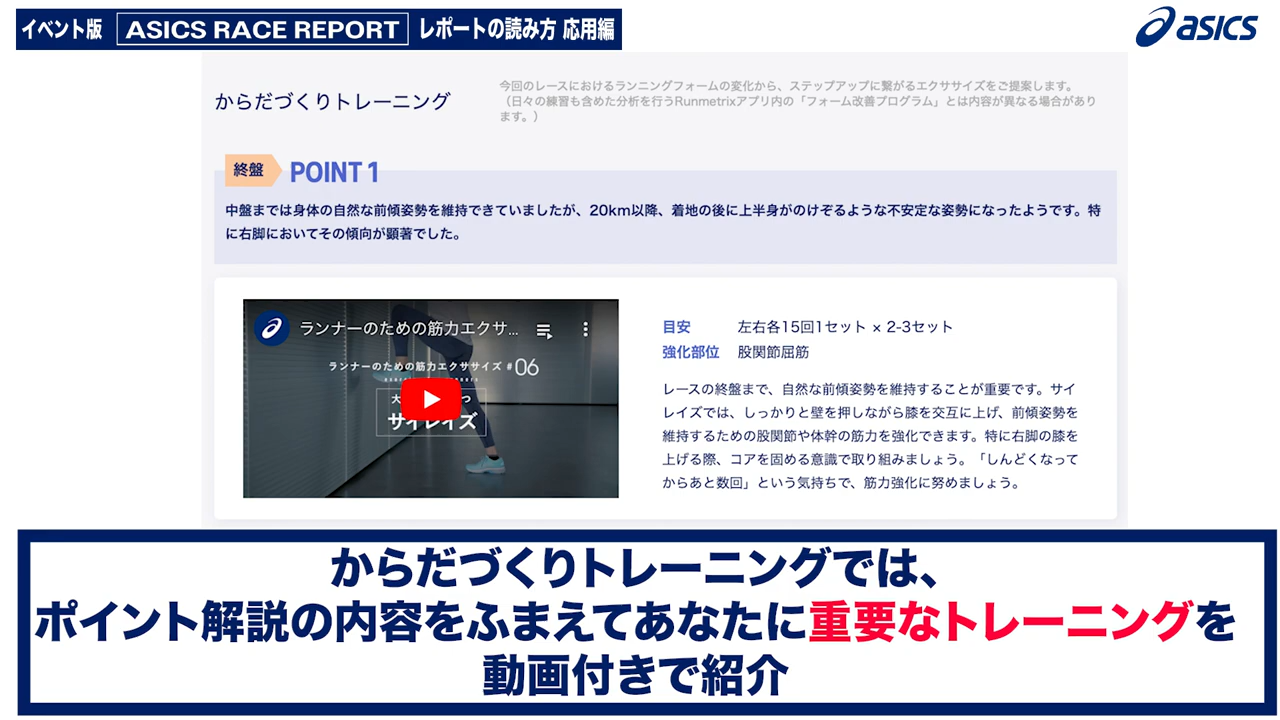 イベント版 ASICS RACE REPORT レポートの読み方 応用編
asics
からだづくりトレーニング
今回のレースにおけるランニングフォームの変化から、ステップアップに繋がるエクササイズをご提案します。
（日々の練習も含めた分析を行うRunmetrixアプリ内の「フォーム改善プログラム」とは内容が異なる場合があり
ます。）
終盤 POINT 1
中盤までは身体の自然な前傾姿勢を維持できていましたが、20km以降、着地の後に上半身がのけぞるような不安定な姿勢になったようです。特
に右脚においてその傾向が顕著でした。
ランナーのための筋力エクサ...
ランナーのための筋力エクササイズ #06
サイレイズ
目安 左右各15回1セット × 2-3セット
強化部位 股関節屈筋
レースの終盤まで、自然な前傾姿勢を維持することが重要です。サイ
レイズでは、しっかりと壁を押しながら膝を交互に上げ、前傾姿勢を
維持するための股関節や体幹の筋力を強化できます。特に右脚の膝を
上げる際、コアを固める意識で取り組みましょう。「しんどくなって
からあと数回」という気持ちで、筋力強化に努めましょう。
からだづくりトレーニングでは、
ポイント解説の内容をふまえてあなたに重要なトレーニングを
動画付きで紹介